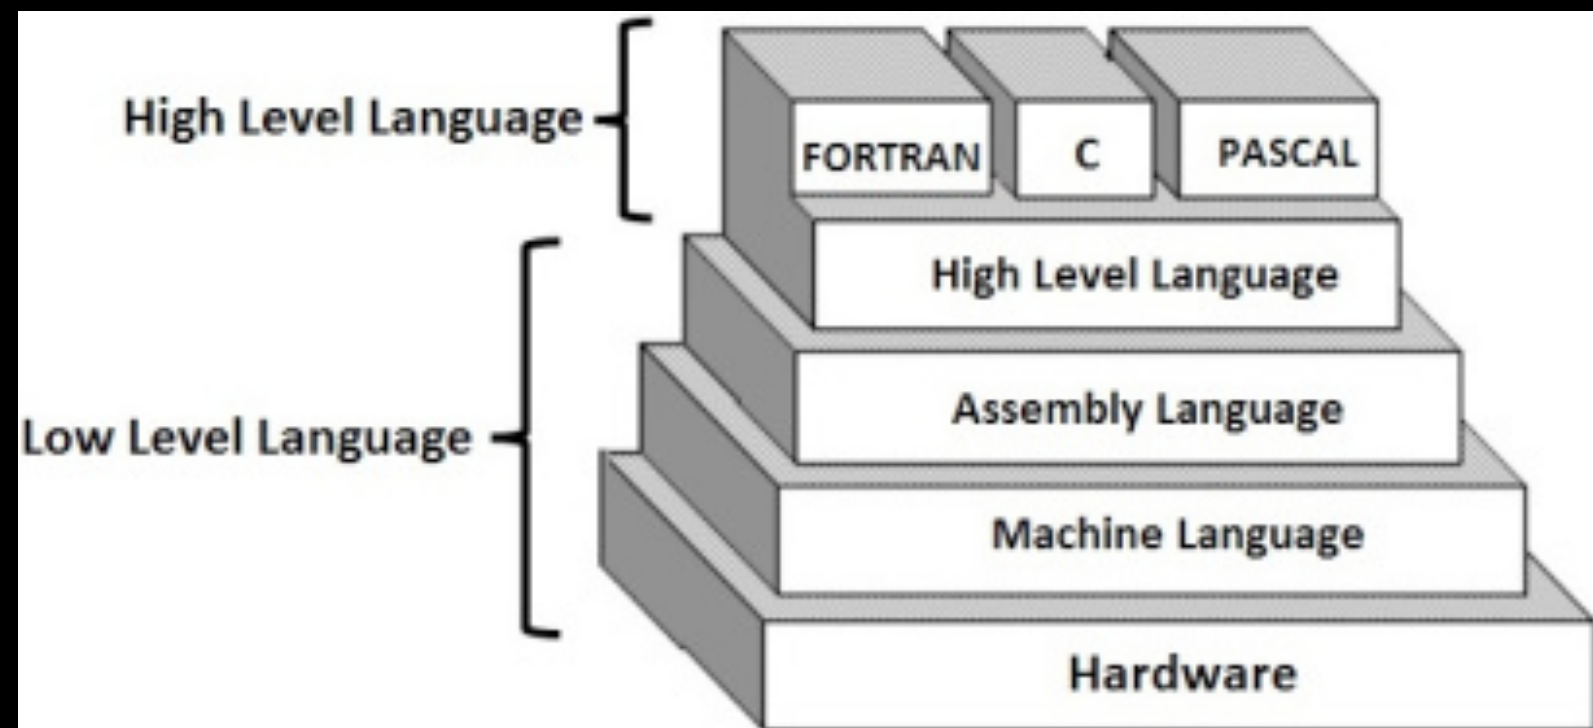 High Level Language
FORTRAN
C
PASCAL
High Level Language
Low Level Language
Assembly Language
Machine Language
Hardware